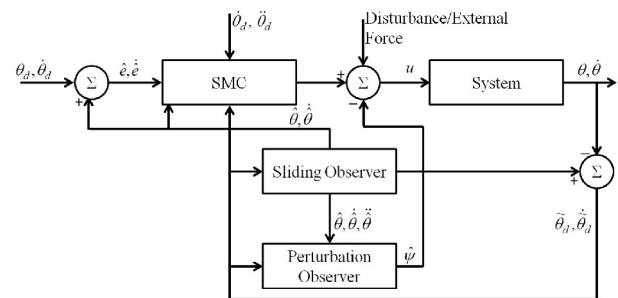 θ̇d, θ̈d
Disturbance/External
Force
θd, θ̇d
Σ
ê, ė̂
SMC
+
Σ
u
System
θ, θ̇
+
−
θ̂, θ̇̂
−
Sliding Observer
+
Σ
θ̂, θ̇̂, θ̈̂
θ̃d, θ̃̇d
Perturbation
Observer
ψ̂